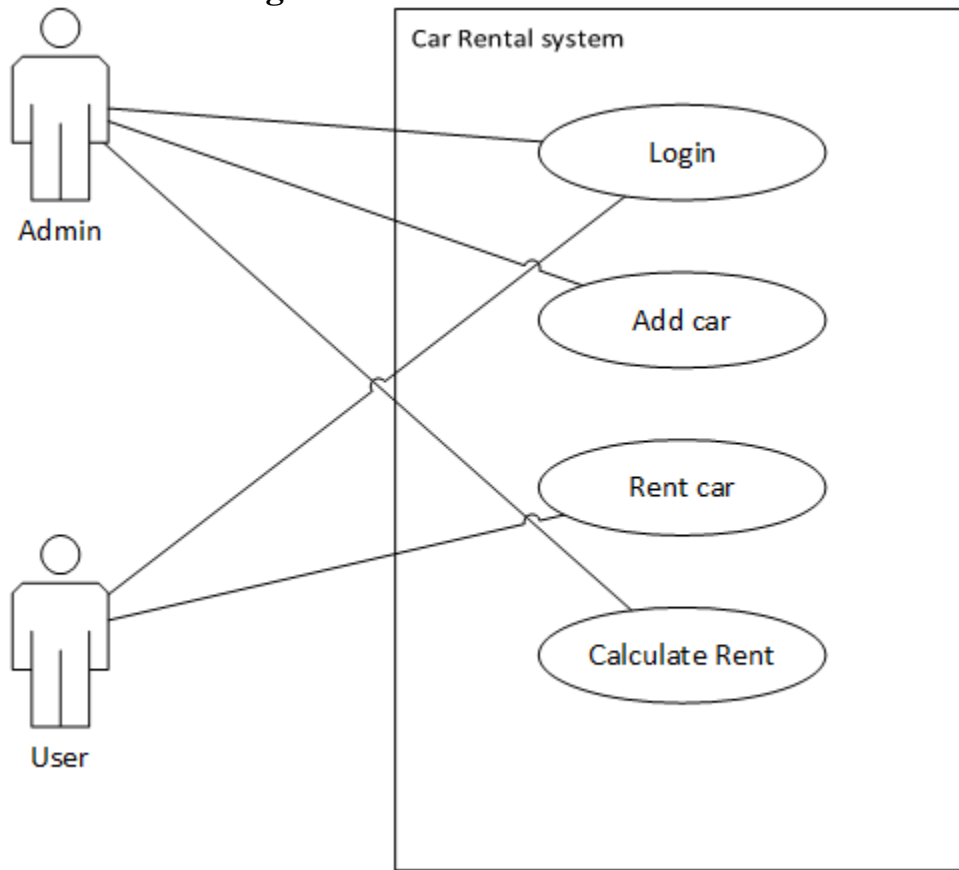 Car Rental system
Login
Admin
Add car
Rent car
Calculate Rent
User